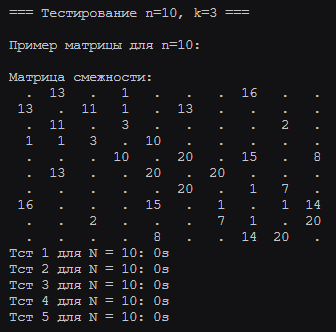 === Тестирование n=10, k=3 ===
Пример матрицы для n=10:
Матрица смежности:
. 13 . 1 . . . 16 . .
13 . 11 1 . 13 . . . .
. 11 . 3 . . . . 2 .
1 1 3 . 10 . . . . .
. . . 10 . 20 . 15 . 8
. 13 . . 20 . 20 . . .
. . . . . 20 . 1 7 .
16 . . . 15 . 1 . 1 14
. . 2 . . . 7 1 . 20
. . . . 8 . . 14 20 .
Тст 1 для N = 10: 0s
Тст 2 для N = 10: 0s
Тст 3 для N = 10: 0s
Тст 4 для N = 10: 0s
Тст 5 для N = 10: 0s